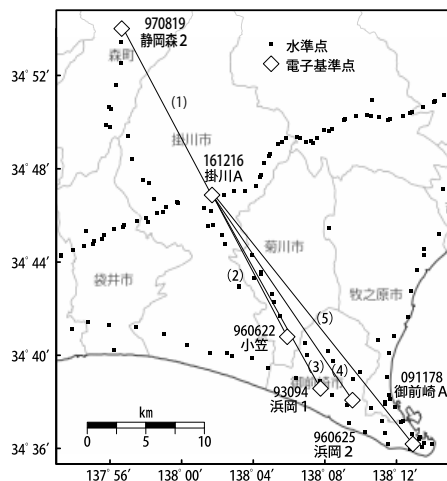 970819
静岡森2
森町
水準点
電子基準点
34˚ 52′
(1)
掛川市
34˚ 48′
161216
掛川A
菊川市
34˚ 44′
袋井市
(2)
牧之原市
960622
小笠
(5)
34˚ 40′
(3)
(4)
御前崎市
93094
浜岡1
091178
御前崎A
km
0 5 10
960625
浜岡2
34˚ 36′
137˚ 56′ 138˚ 00′ 138˚ 04′ 138˚ 08′ 138˚ 12′